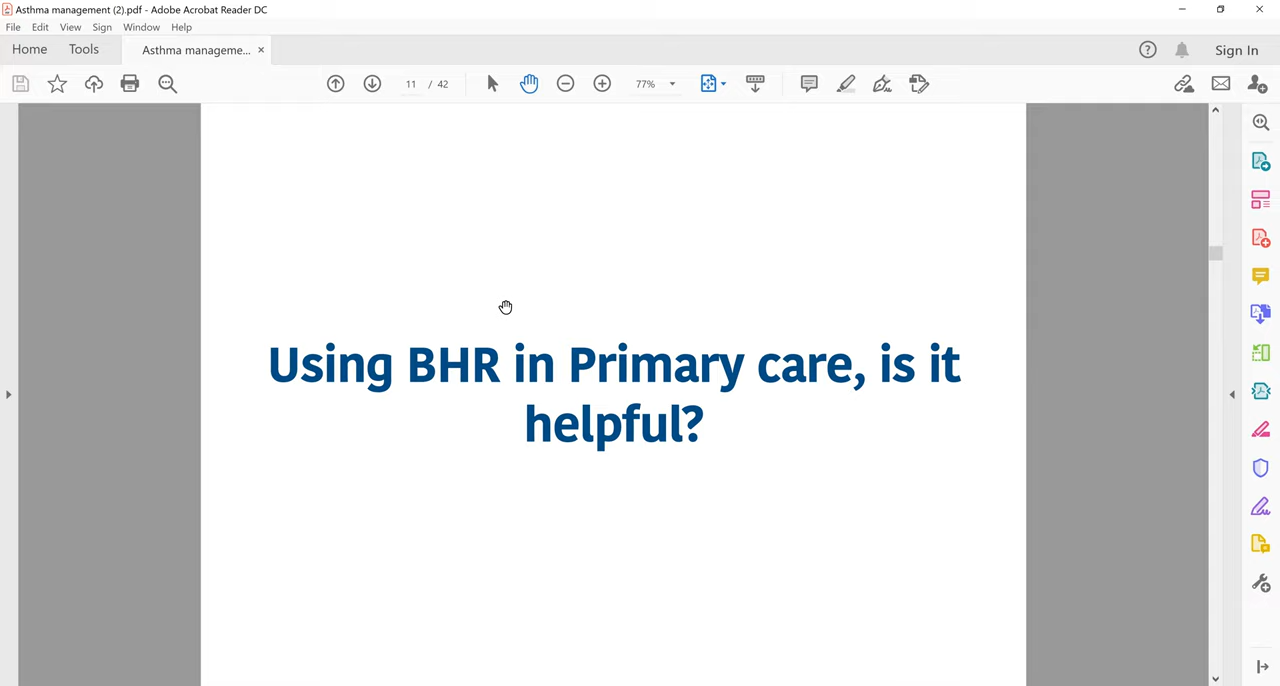 Asthma management (2).pdf - Adobe Acrobat Reader DC
File Edit View Sign Window Help
Home Tools Asthma manageme... × Sign In
11 / 42 77%
Using BHR in Primary care, is it
helpful?